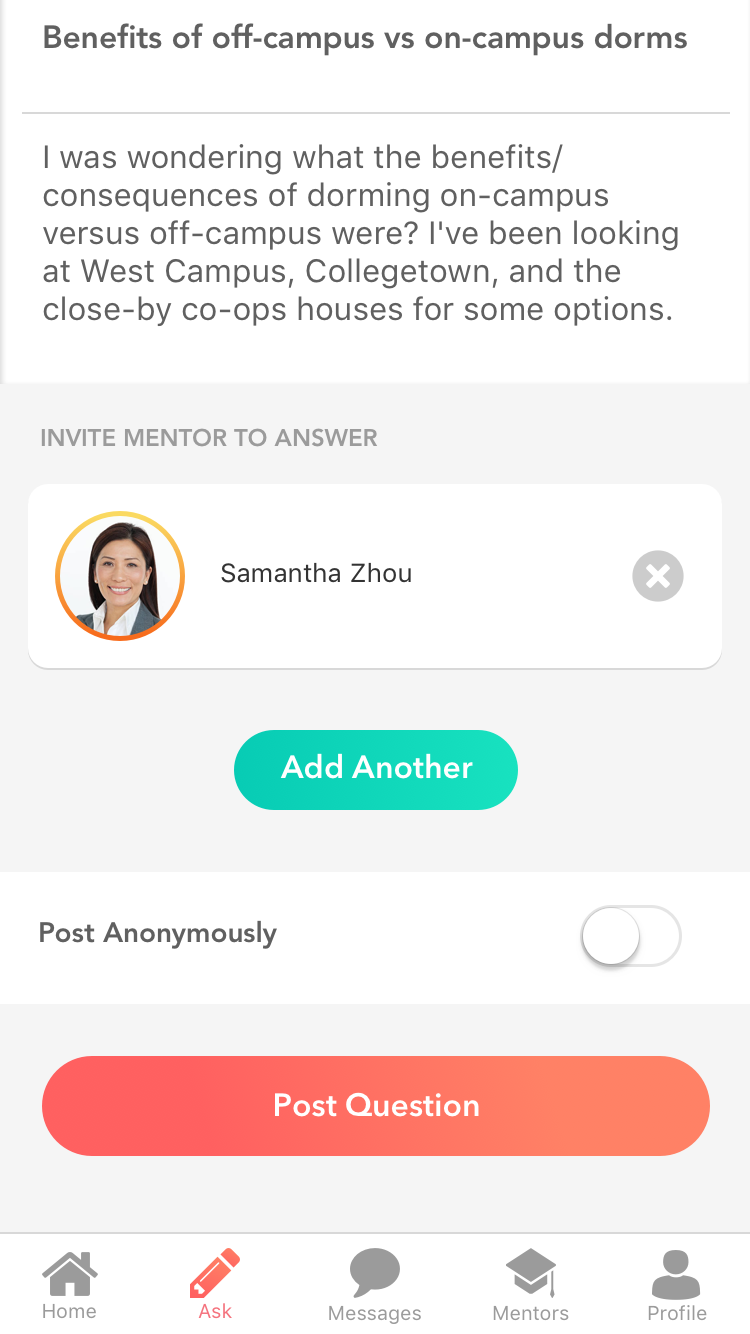 Benefits of off-campus vs on-campus dorms
I was wondering what the benefits/
consequences of dorming on-campus
versus off-campus were? I've been looking
at West Campus, Collegetown, and the
close-by co-ops houses for some options.
INVITE MENTOR TO ANSWER
Samantha Zhou
Add Another
Post Anonymously
Post Question
Home Ask Messages Mentors Profile